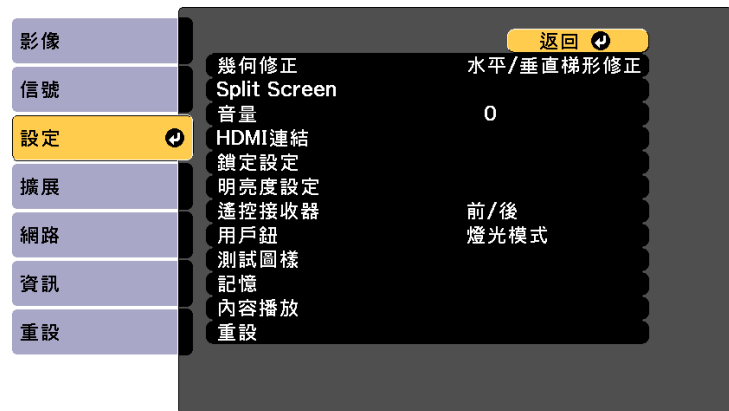 影像
信號
設定
擴展
網路
資訊
重設
返回
幾何修正 水平/垂直梯形修正
Split Screen
音量 0
HDMI連結
鎖定設定
明亮度設定
遙控接收器 前/後
用戶鈕 燈光模式
測試圖樣
記憶
內容播放
重設